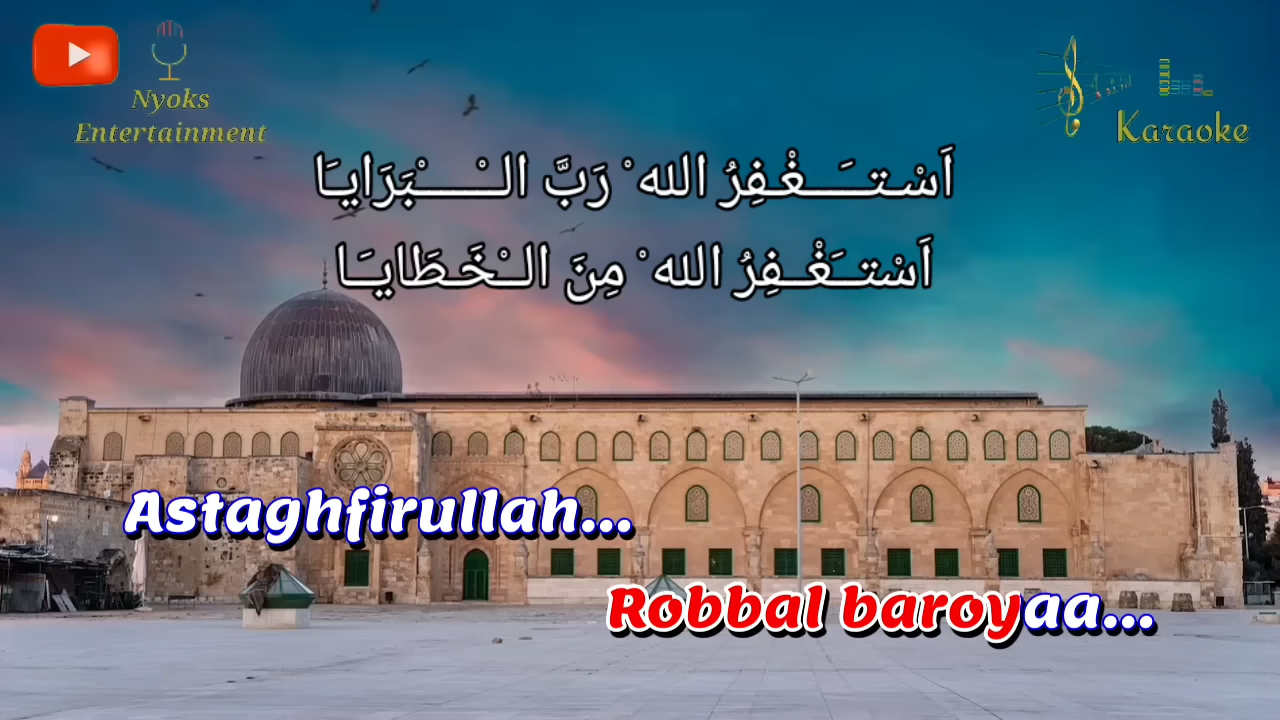 Nyoks
Entertainment
Karaoke
اَسْتَغْفِرُ اللهْ رَبَّ الْبَرَايَا
اَسْتَغْفِرُ اللهْ مِنَ الْخَطَايَا
Astaghfirullah...
Robbal baroyaa...